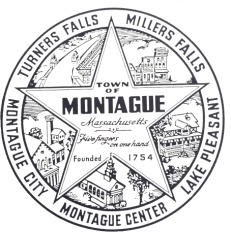 TURNERS FALLS
MILLERS FALLS
LAKE PLEASANT
MONTAGUE CENTER
MONTAGUE CITY
TOWN
OF
MONTAGUE
Massachusetts
Five fingers
on one hand
Founded 1754